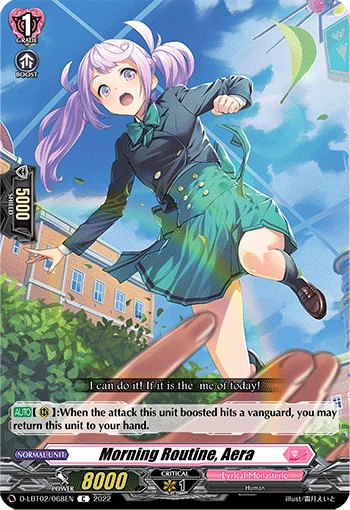 1
GRADE
BOOST
5000
SHIELD
I can do it! If it is the me of today!
AUTO【 】:When the attack this unit boosted hits a vanguard, you may
return this unit to your hand.
NORMAL UNIT
Morning Routine, Aera
POWER 8000 CRITICAL 1
Lyrical Monasterio
Human
D-LBT02/068EN C 2022
illust/霜月えいと